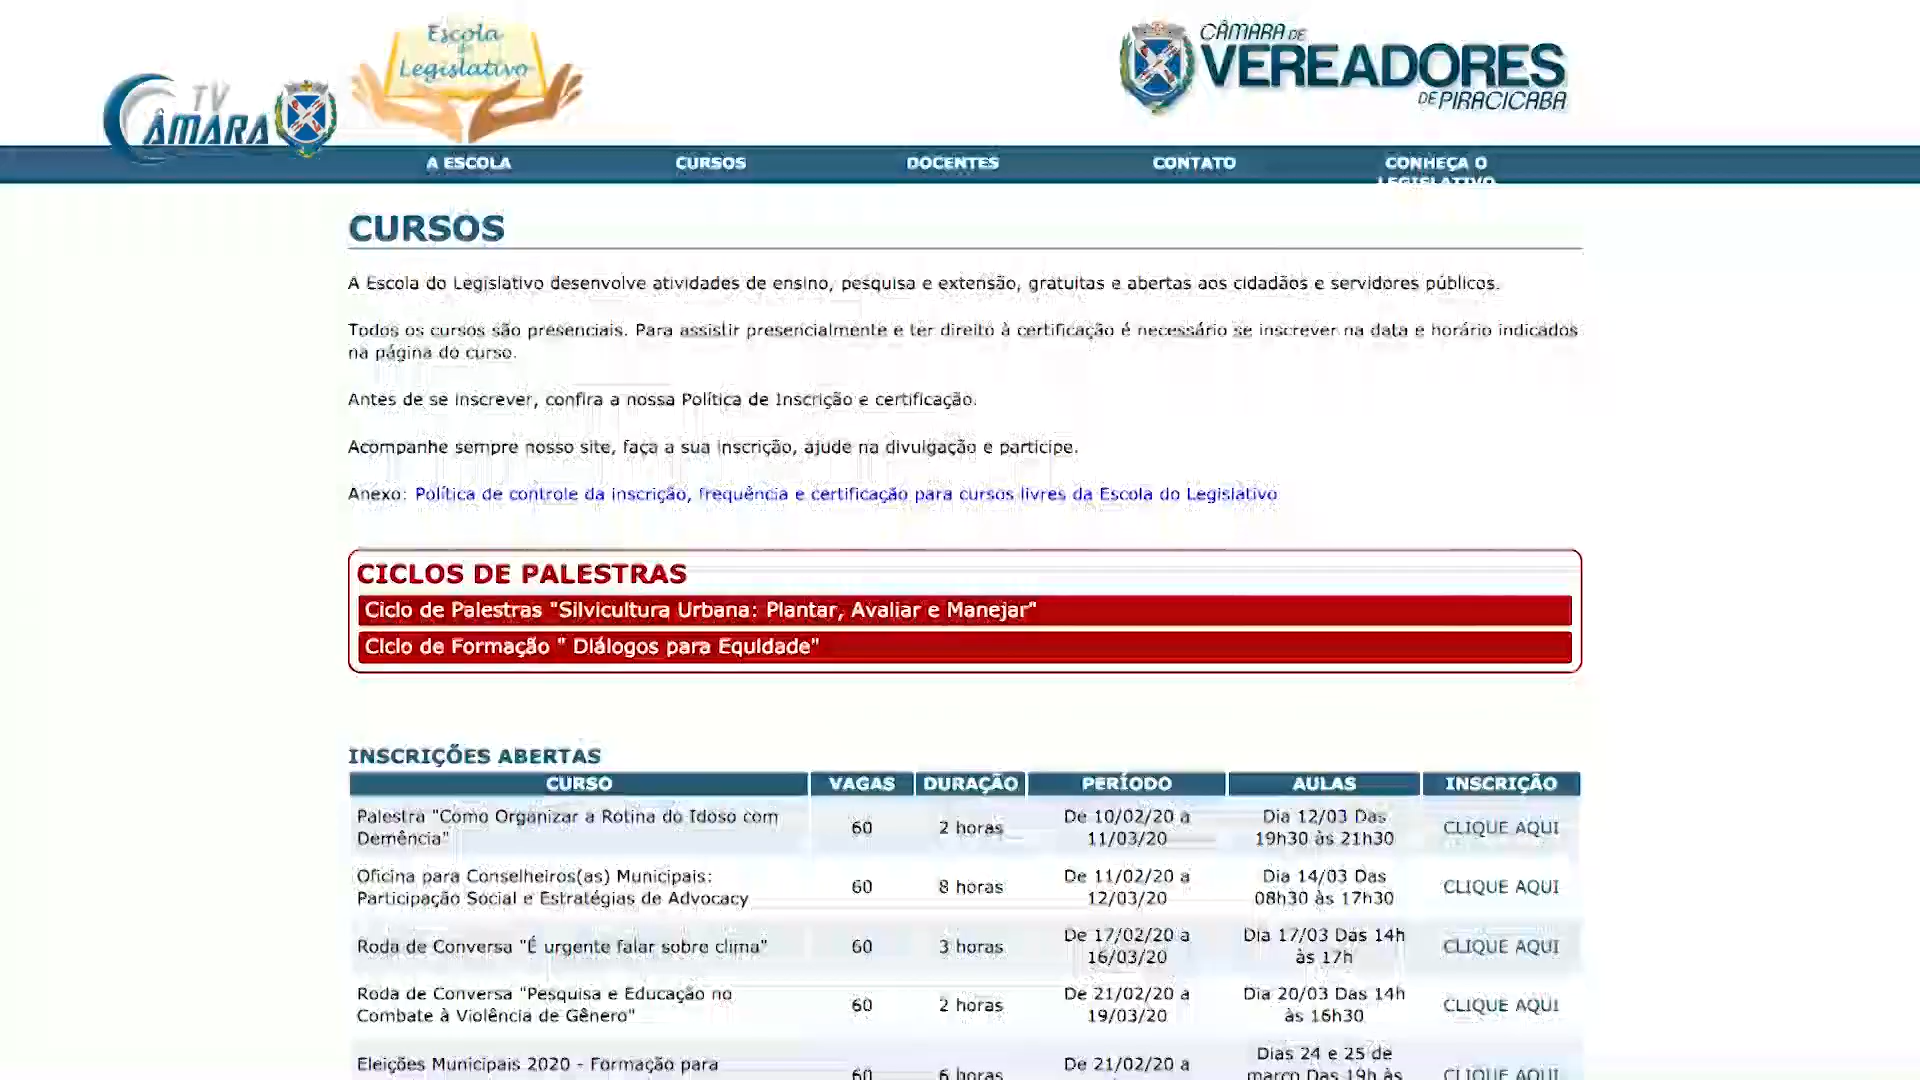 Escola
do
Legislativo
TV
CÂMARA
CÂMARA DE
VEREADORES
DE PIRACICABA
A ESCOLA
CURSOS
DOCENTES
CONTATO
CONHEÇA O
LEGISLATIVO
CURSOS
A Escola do Legislativo desenvolve atividades de ensino, pesquisa e extensão, gratuitas e abertas aos cidadãos e servidores públicos.
Todos os cursos são presenciais. Para assistir presencialmente e ter direito à certificação é necessário se inscrever na data e horário indicados
na página do curso.
Antes de se inscrever, confira a nossa Política de Inscrição e certificação.
Acompanhe sempre nosso site, faça a sua inscrição, ajude na divulgação e participe.
Anexo: Política de controle da inscrição, frequência e certificação para cursos livres da Escola do Legislativo
CICLOS DE PALESTRAS
Ciclo de Palestras "Silvicultura Urbana: Plantar, Avaliar e Manejar"
Ciclo de Formação " Diálogos para Equidade"
INSCRIÇÕES ABERTAS
CURSO VAGAS DURAÇÃO PERÍODO AULAS INSCRIÇÃO
Palestra "Como Organizar a Rotina do Idoso com
Demência"
60
2 horas
De 10/02/20 a
11/03/20
Dia 12/03 Das
19h30 às 21h30
CLIQUE AQUI
Oficina para Conselheiros(as) Municipais:
Participação Social e Estratégias de Advocacy
60
8 horas
De 11/02/20 a
12/03/20
Dia 14/03 Das
08h30 às 17h30
CLIQUE AQUI
Roda de Conversa "É urgente falar sobre clima"
60
3 horas
De 17/02/20 a
16/03/20
Dia 17/03 Das 14h
às 17h
CLIQUE AQUI
Roda de Conversa "Pesquisa e Educação no
Combate à Violência de Gênero"
60
2 horas
De 21/02/20 a
19/03/20
Dia 20/03 Das 14h
às 16h30
CLIQUE AQUI
Eleições Municipais 2020 - Formação para
60
6 horas
De 21/02/20 a
Dias 24 e 25 de
março Das 19h às
CLIQUE AQUI